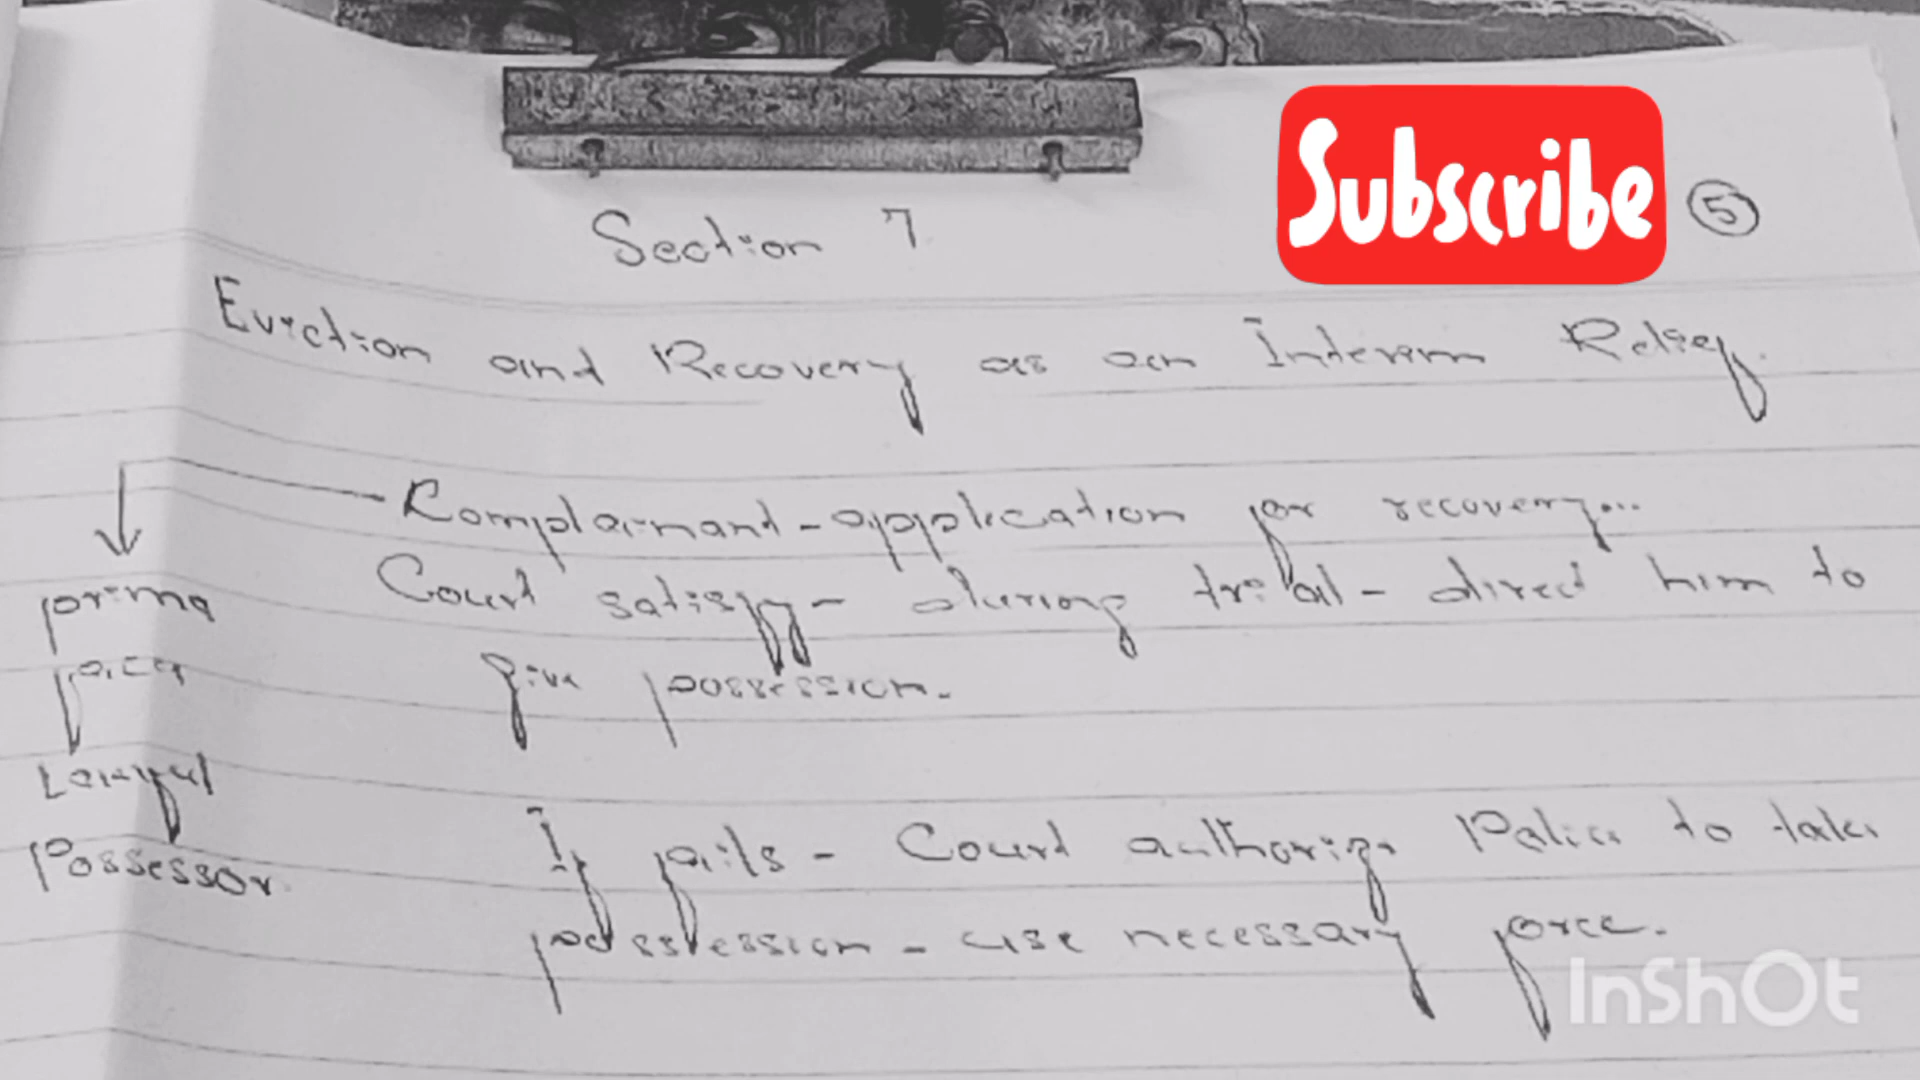 Subscribe
5
Section 7
Eviction and Recovery as an Interim Relief.
Complainant - application for recovery...
Court satisfy - during trial - direct him to
give possession.
prima
facia
Lawful
Possessor.
If fails - Court authorize Police to take
possession - use necessary force.
InShOt